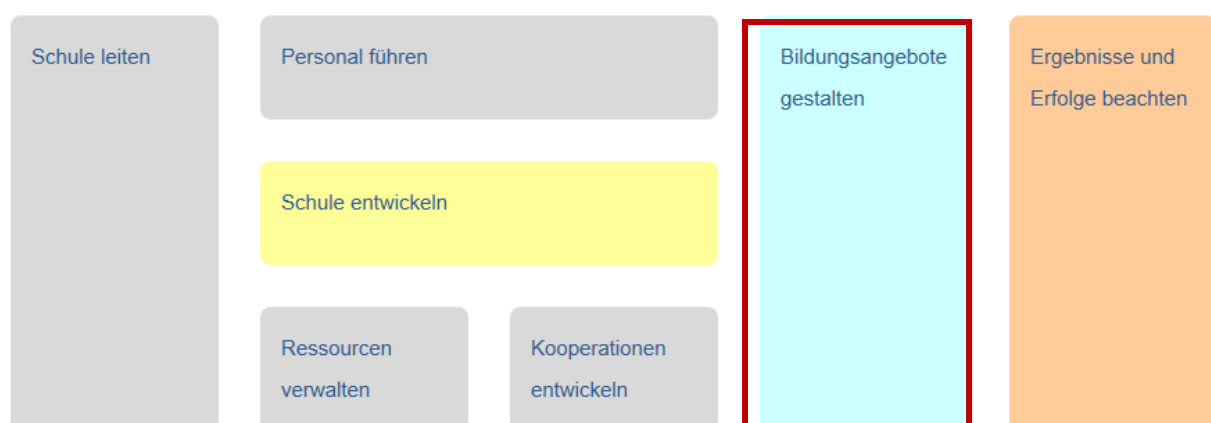 Schule leiten
Personal führen
Schule entwickeln
Ressourcen
verwalten
Kooperationen
entwickeln
Bildungsangebote
gestalten
Ergebnisse und
Erfolge beachten